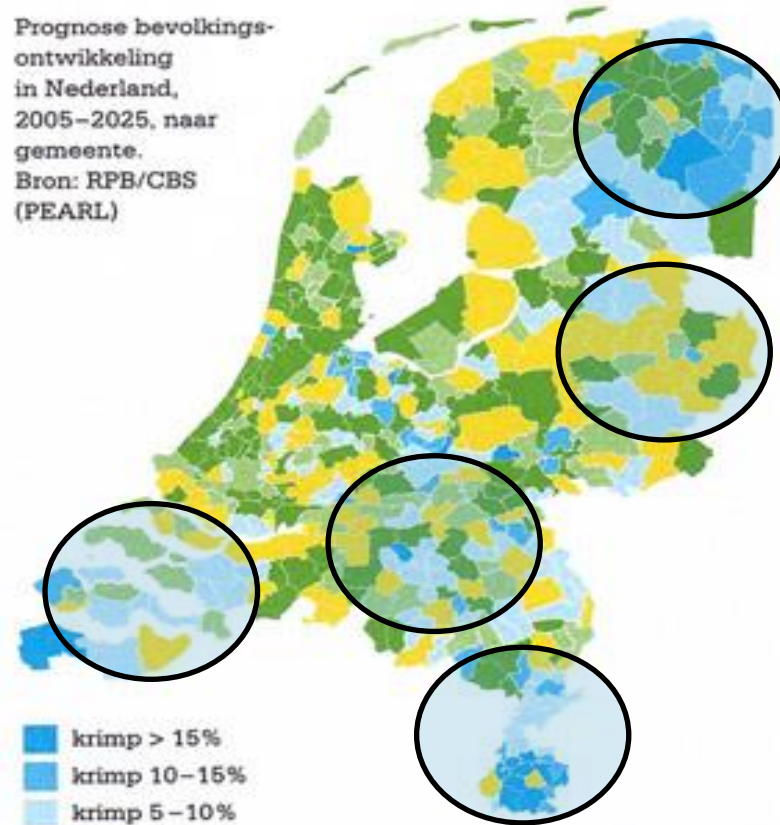 Prognose bevolkings-
ontwikkeling
in Nederland,
2005–2025, naar
gemeente.
Bron: RPB/CBS
(PEARL)
krimp > 15%
krimp 10–15%
krimp 5–10%